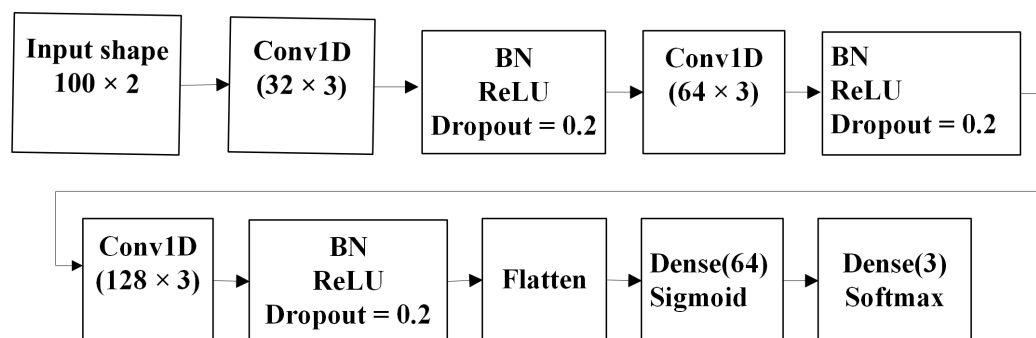 Input shape
100 × 2
Conv1D
(32 × 3)
BN
ReLU
Dropout = 0.2
Conv1D
(64 × 3)
BN
ReLU
Dropout = 0.2
Conv1D
(128 × 3)
BN
ReLU
Dropout = 0.2
Flatten
Dense(64)
Sigmoid
Dense(3)
Softmax